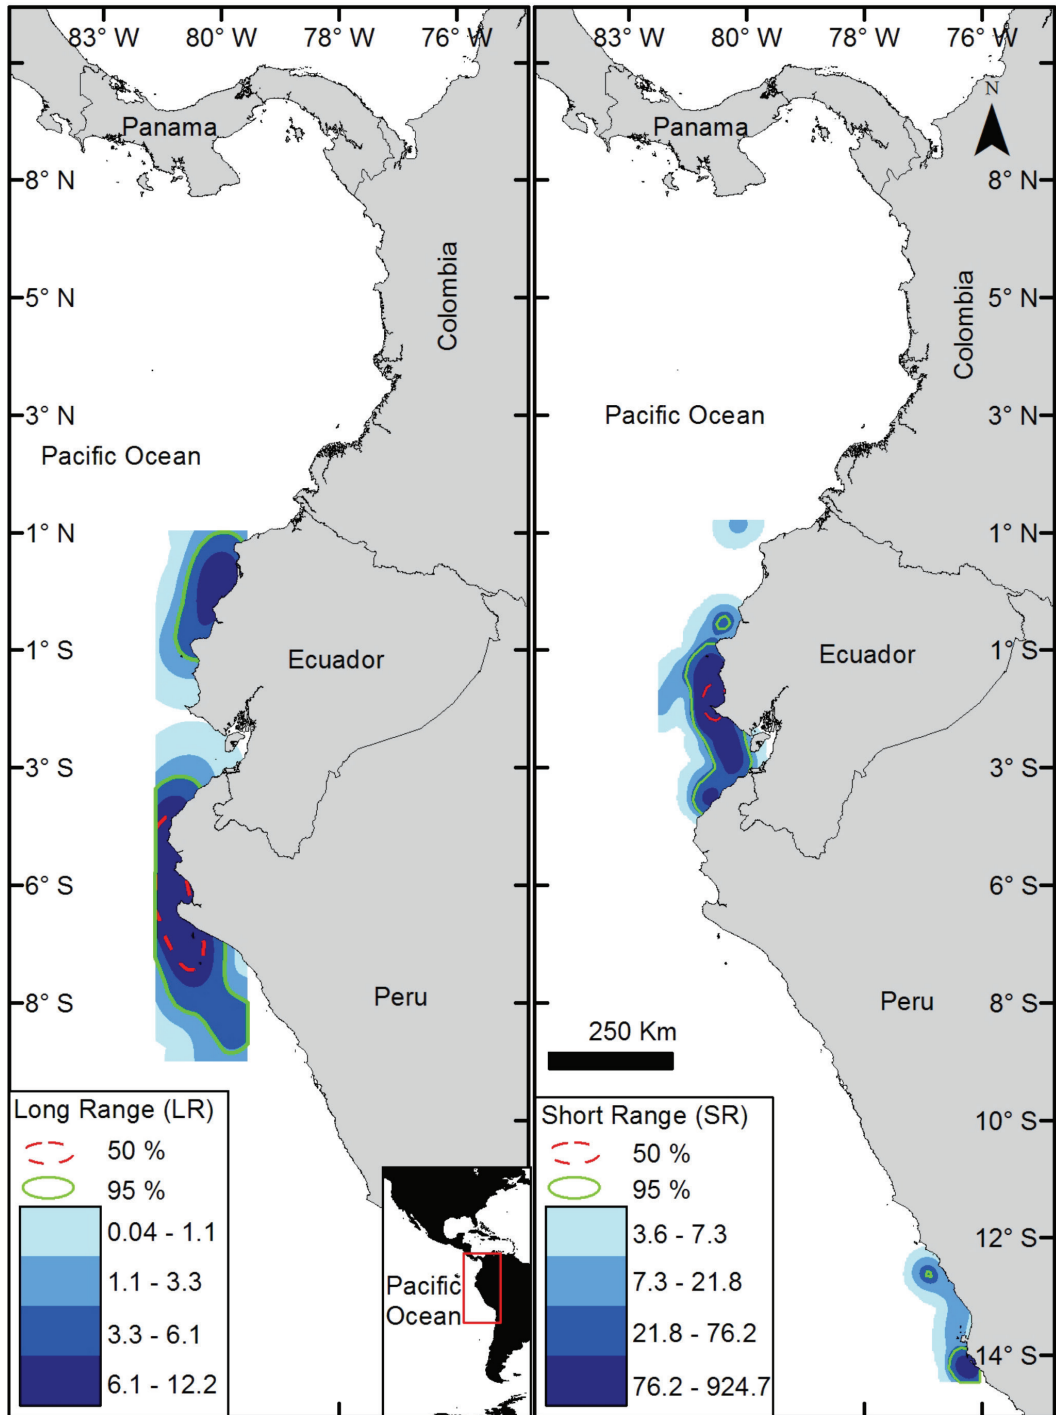 83° W 80° W 78° W 76° W
Panama
8° N
Colombia
5° N
3° N
Pacific Ocean
1° N
1° S
Ecuador
3° S
6° S
Peru
8° S
Long Range (LR)
50 %
95 %
0.04 - 1.1
1.1 - 3.3
3.3 - 6.1
6.1 - 12.2
Pacific
Ocean
83° W 80° W 78° W 76° W
N
Panama
8° N
Colombia
5° N
3° N
Pacific Ocean
1° N
1° S
Ecuador
3° S
6° S
Peru
8° S
250 Km
10° S
12° S
14° S
Short Range (SR)
50 %
95 %
3.6 - 7.3
7.3 - 21.8
21.8 - 76.2
76.2 - 924.7